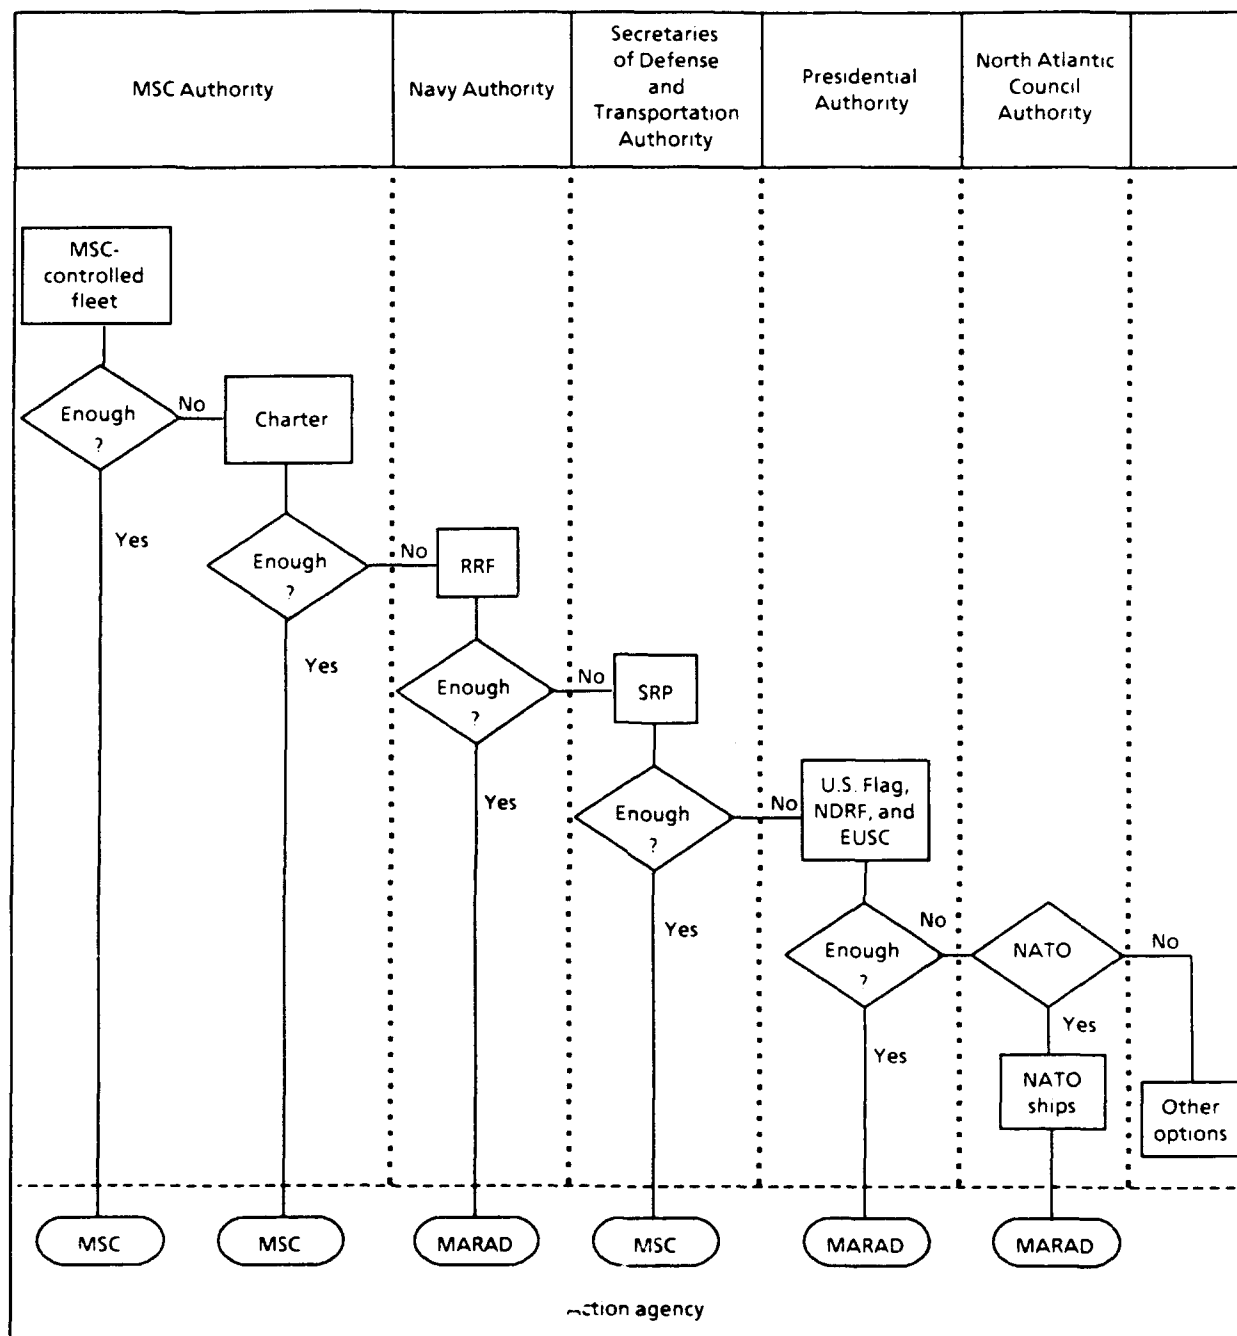 MSC Authority
Navy Authority
Secretaries
of Defense
and
Transportation
Authority
Presidential
Authority
North Atlantic
Council
Authority
MSC-
controlled
fleet
Enough
?
No
Charter
Yes
Enough
?
No
RRF
Yes
Enough
?
No
SRP
Yes
Enough
?
No
U.S. Flag,
NDRF, and
EUSC
Yes
Enough
?
No
NATO
No
Yes
Yes
NATO
ships
Other
options
MSC
MSC
MARAD
MSC
MARAD
MARAD
agency